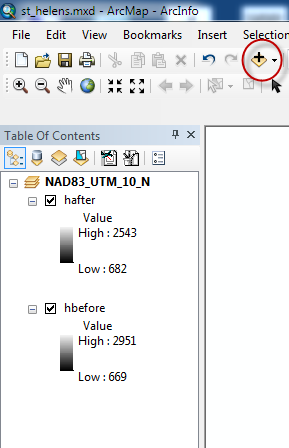 st_helens.mxd - ArcMap - ArcInfo
File Edit View Bookmarks Insert Selection
Table Of Contents
NAD83_UTM_10_N
hafter
Value
High : 2543
Low : 682
hbefore
Value
High : 2951
Low : 669